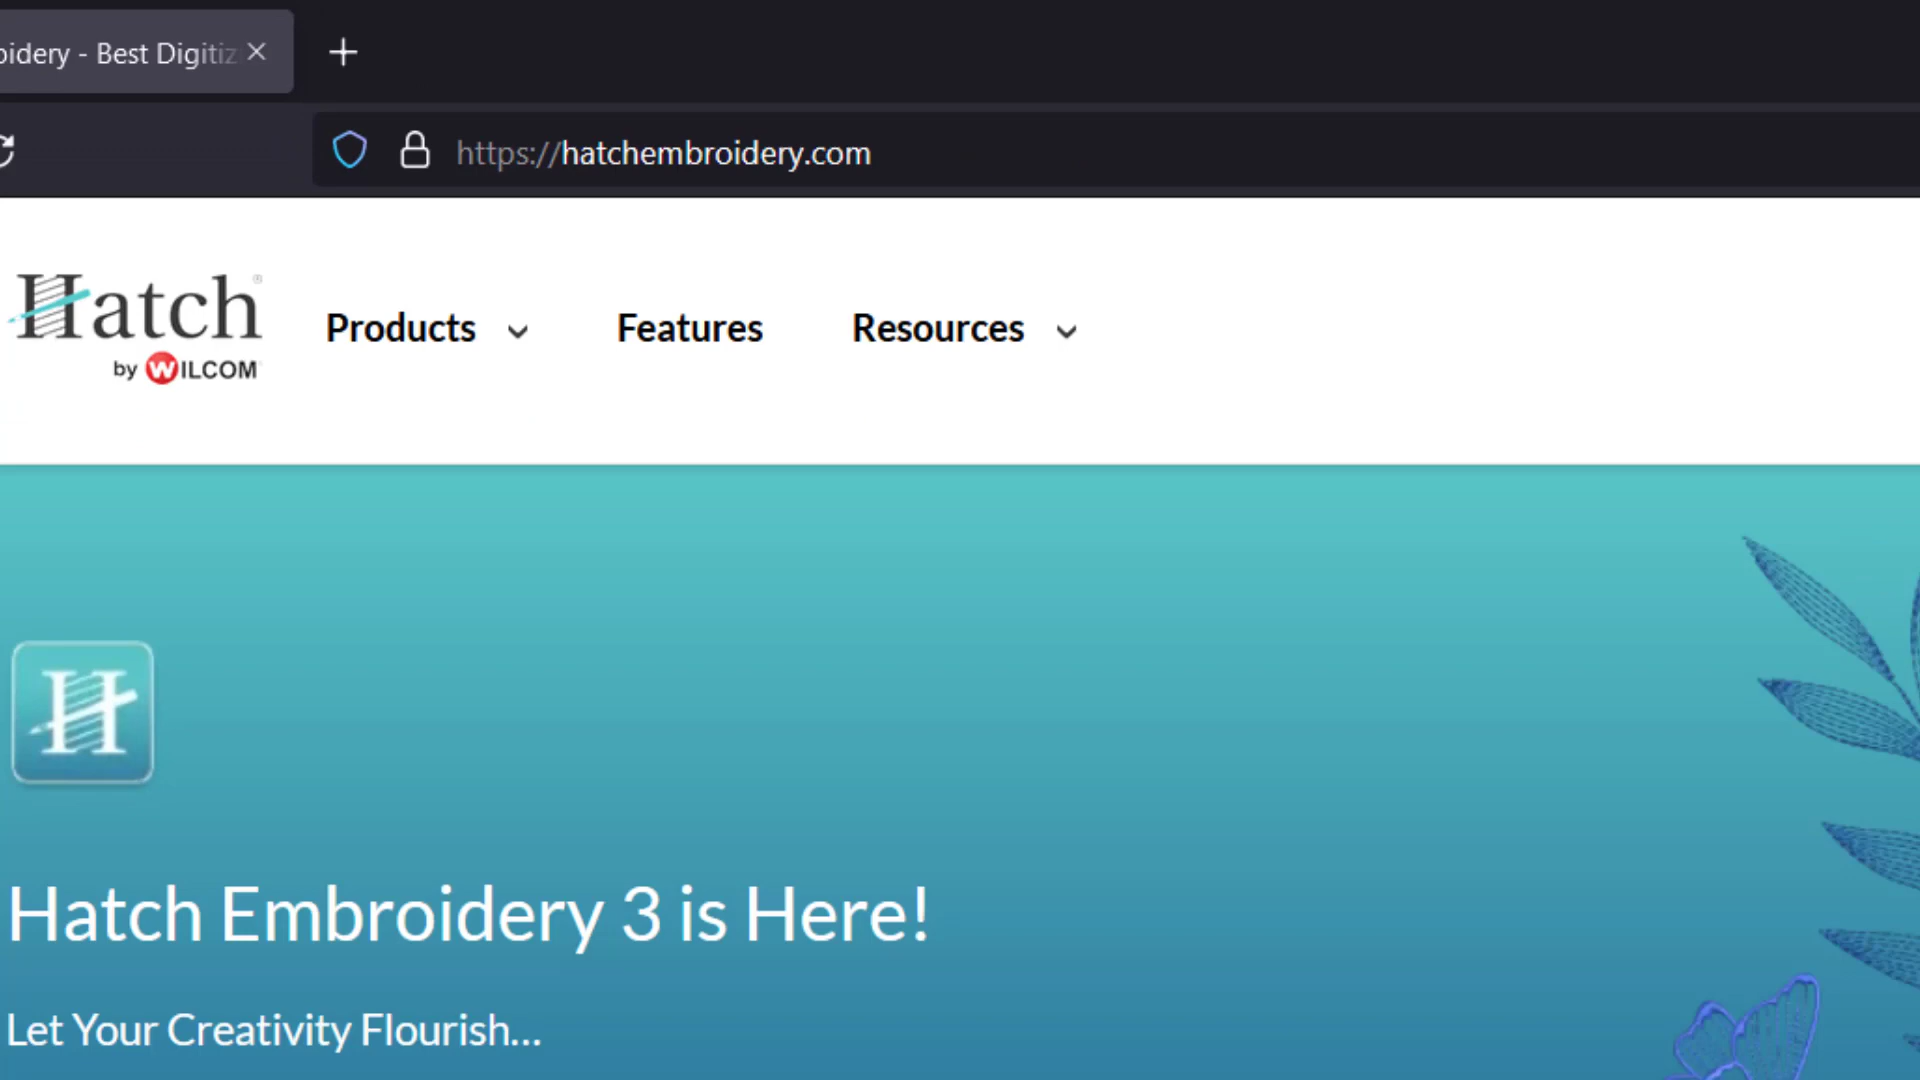 oidery - Best Digitiz
https://hatchembroidery.com
Hatch®
by WILCOM
Products
Features
Resources
H
Hatch Embroidery 3 is Here!
Let Your Creativity Flourish...